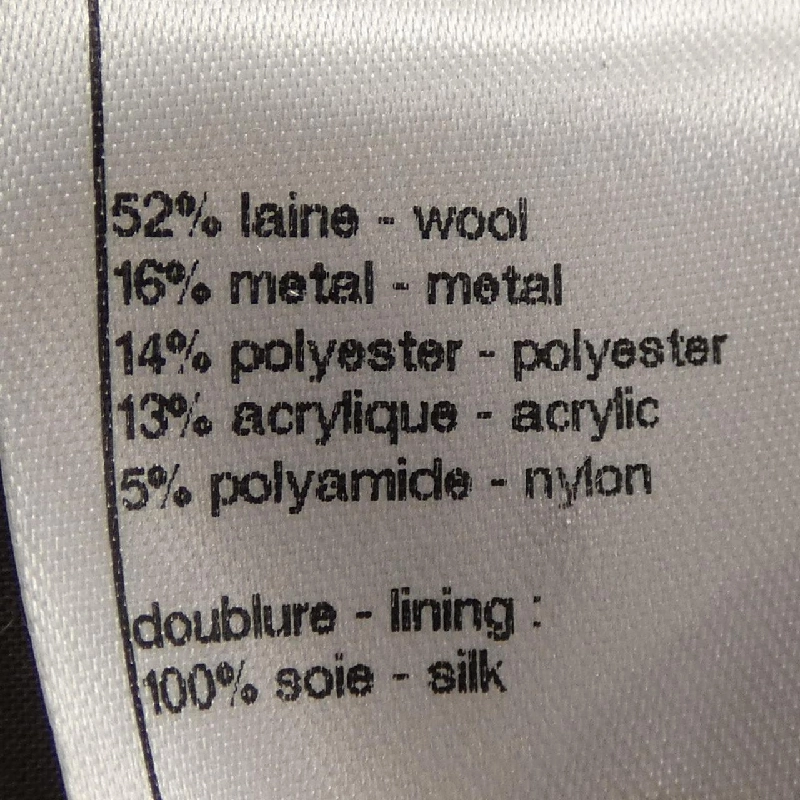 52% laine - wool
16% metal - metal
14% polyester - polyester
13% acrylique - acrylic
5% polyamide - nylon
doublure - lining :
100% soie - silk